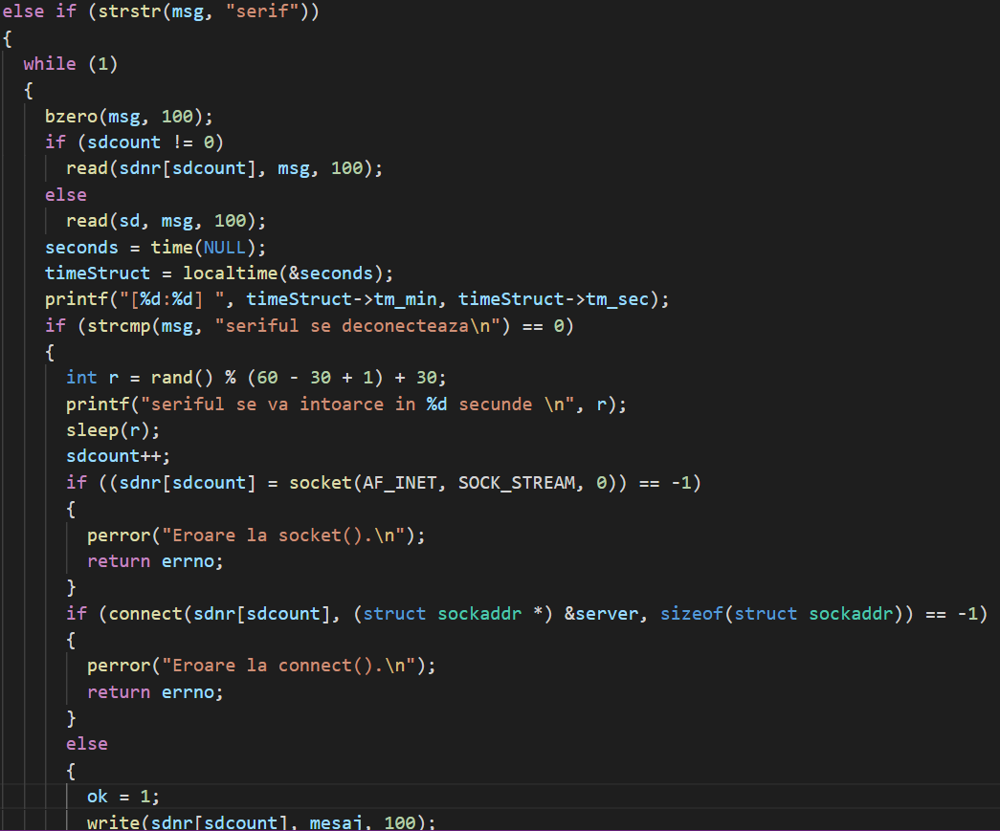 else if (strstr(msg, "serif"))
{
while (1)
{
bzero(msg, 100);
if (sdcount != 0)
read(sdnr[sdcount], msg, 100);
else
read(sd, msg, 100);
seconds = time(NULL);
timeStruct = localtime(&seconds);
printf("[%d:%d] ", timeStruct->tm_min, timeStruct->tm_sec);
if (strcmp(msg, "seriful se deconecteaza\n") == 0)
{
int r = rand() % (60 - 30 + 1) + 30;
printf("seriful se va intoarce in %d secunde \n", r);
sleep(r);
sdcount++;
if ((sdnr[sdcount] = socket(AF_INET, SOCK_STREAM, 0)) == -1)
{
perror("Eroare la socket().\n");
return errno;
}
if (connect(sdnr[sdcount], (struct sockaddr *) &server, sizeof(struct sockaddr)) == -1)
{
perror("Eroare la connect().\n");
return errno;
}
else
{
ok = 1;
write(sdnr[sdcount], mesaj, 100);